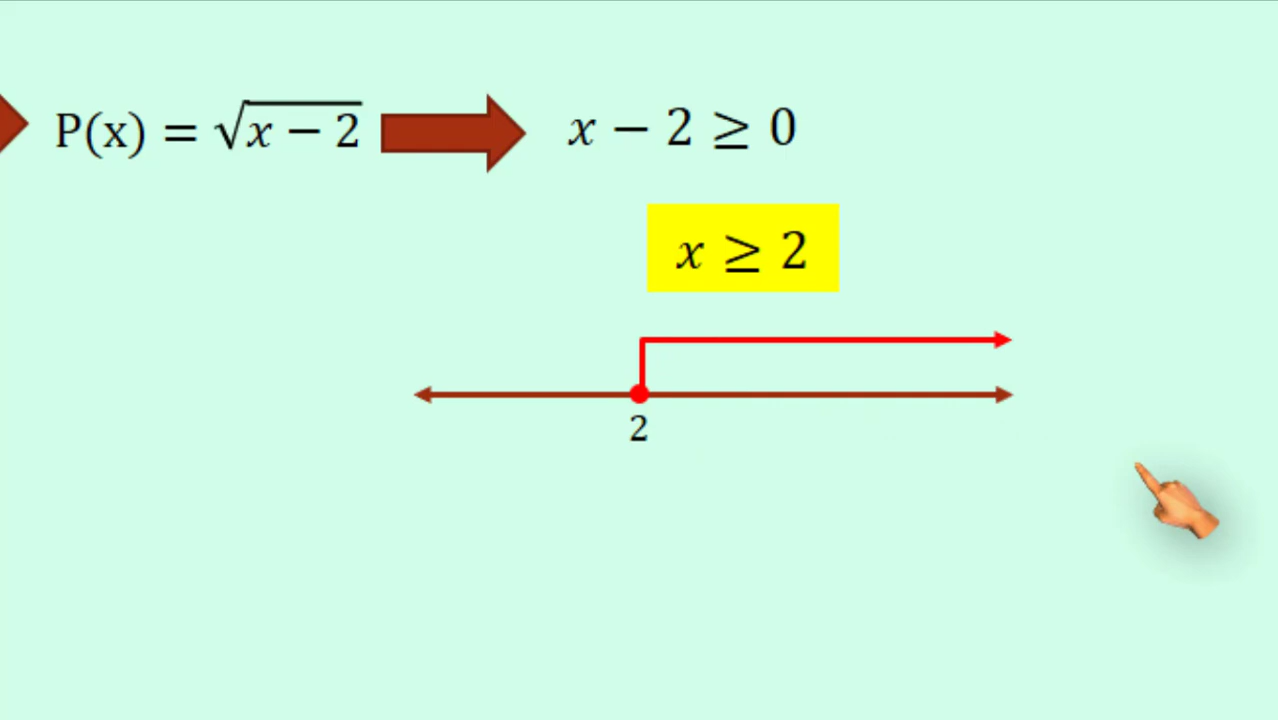 P(x) = √x − 2
x − 2 ≥ 0
x ≥ 2
2